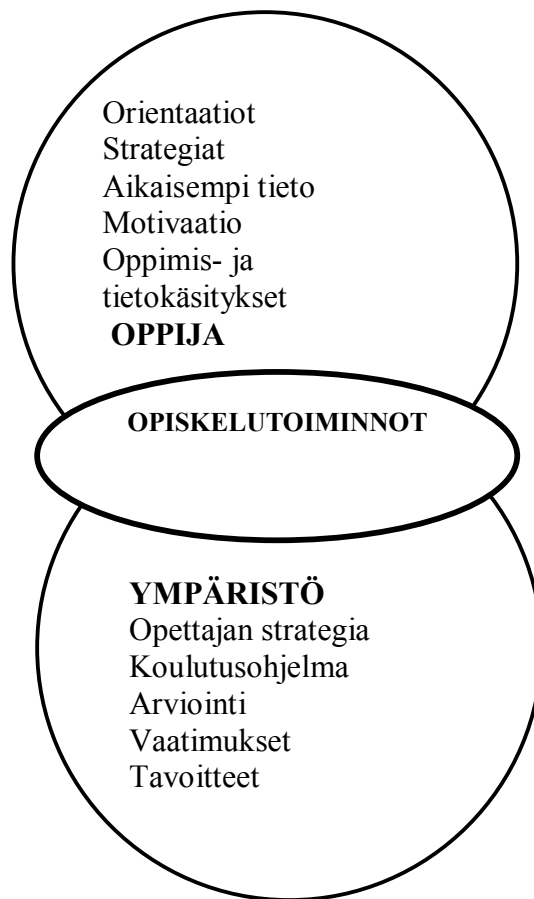 Orientaatiot
Strategiat
Aikaisempi tieto
Motivaatio
Oppimis- ja
tietokäsitykset
OPPIJA
OPISKELUTOIMINNOT
YMPÄRISTÖ
Opettajan strategia
Koulutusohjelma
Arviointi
Vaatimukset
Tavoitteet